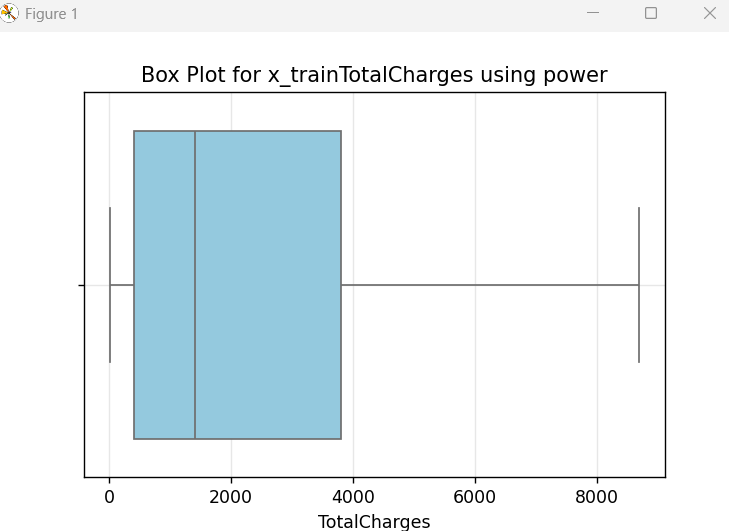 Figure 1
Box Plot for x_trainTotalCharges using power
0 2000 4000 6000 8000
TotalCharges